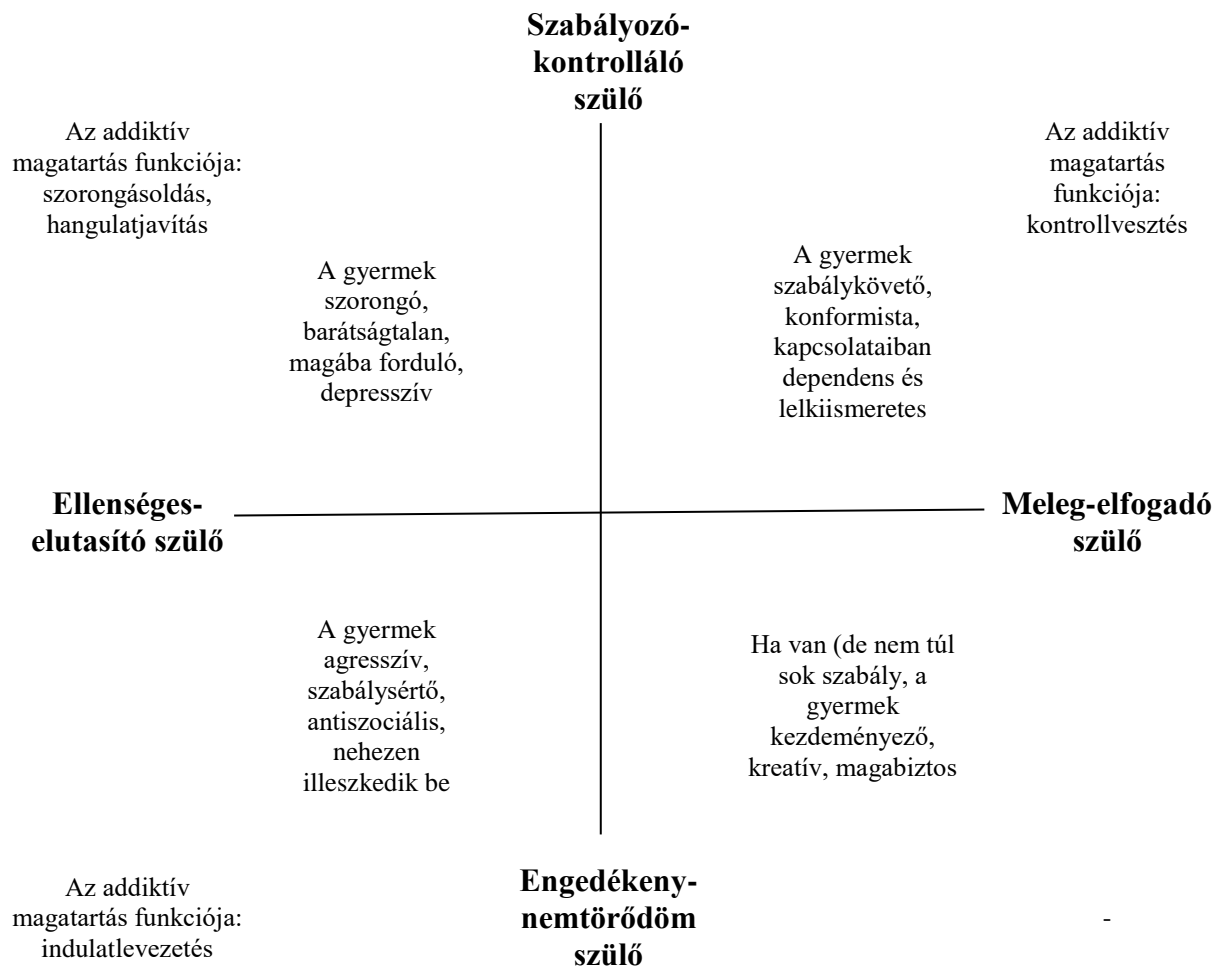 Szabályozó-
kontrolláló
szülő
Az addiktív
magatartás funkciója:
szorongásoldás,
hangulatjavítás
Az addiktív
magatartás
funkciója:
kontrollvesztés
A gyermek
szorongó,
barátságtalan,
magába forduló,
depresszív
A gyermek
szabálykövető,
konformista,
kapcsolataiban
dependens és
lelkiismeretes
Ellenséges-
elutasító szülő
Meleg-elfogadó
szülő
A gyermek
agresszív,
szabálysértő,
antiszociális,
nehezen
illeszkedik be
Ha van (de nem túl
sok szabály, a
gyermek
kezdeményező,
kreatív, magabiztos
Az addiktív
magatartás funkciója:
indulatlevezetés
Engedékeny-
nemtörődöm
szülő
-